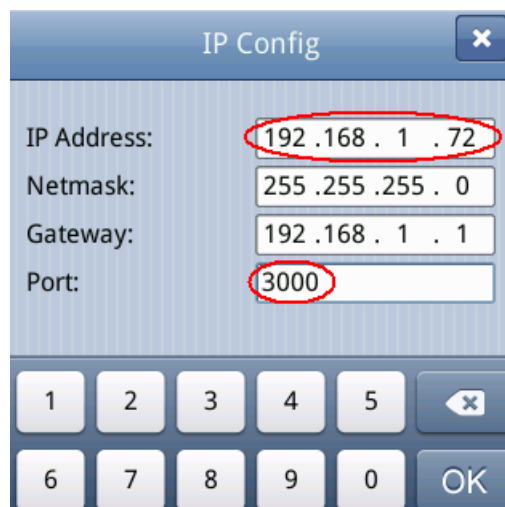 IP Config
IP Address: 192 .168 . 1 . 72
Netmask: 255 .255 .255 . 0
Gateway: 192 .168 . 1 . 1
Port: 3000
1 2 3 4 5
6 7 8 9 0 OK